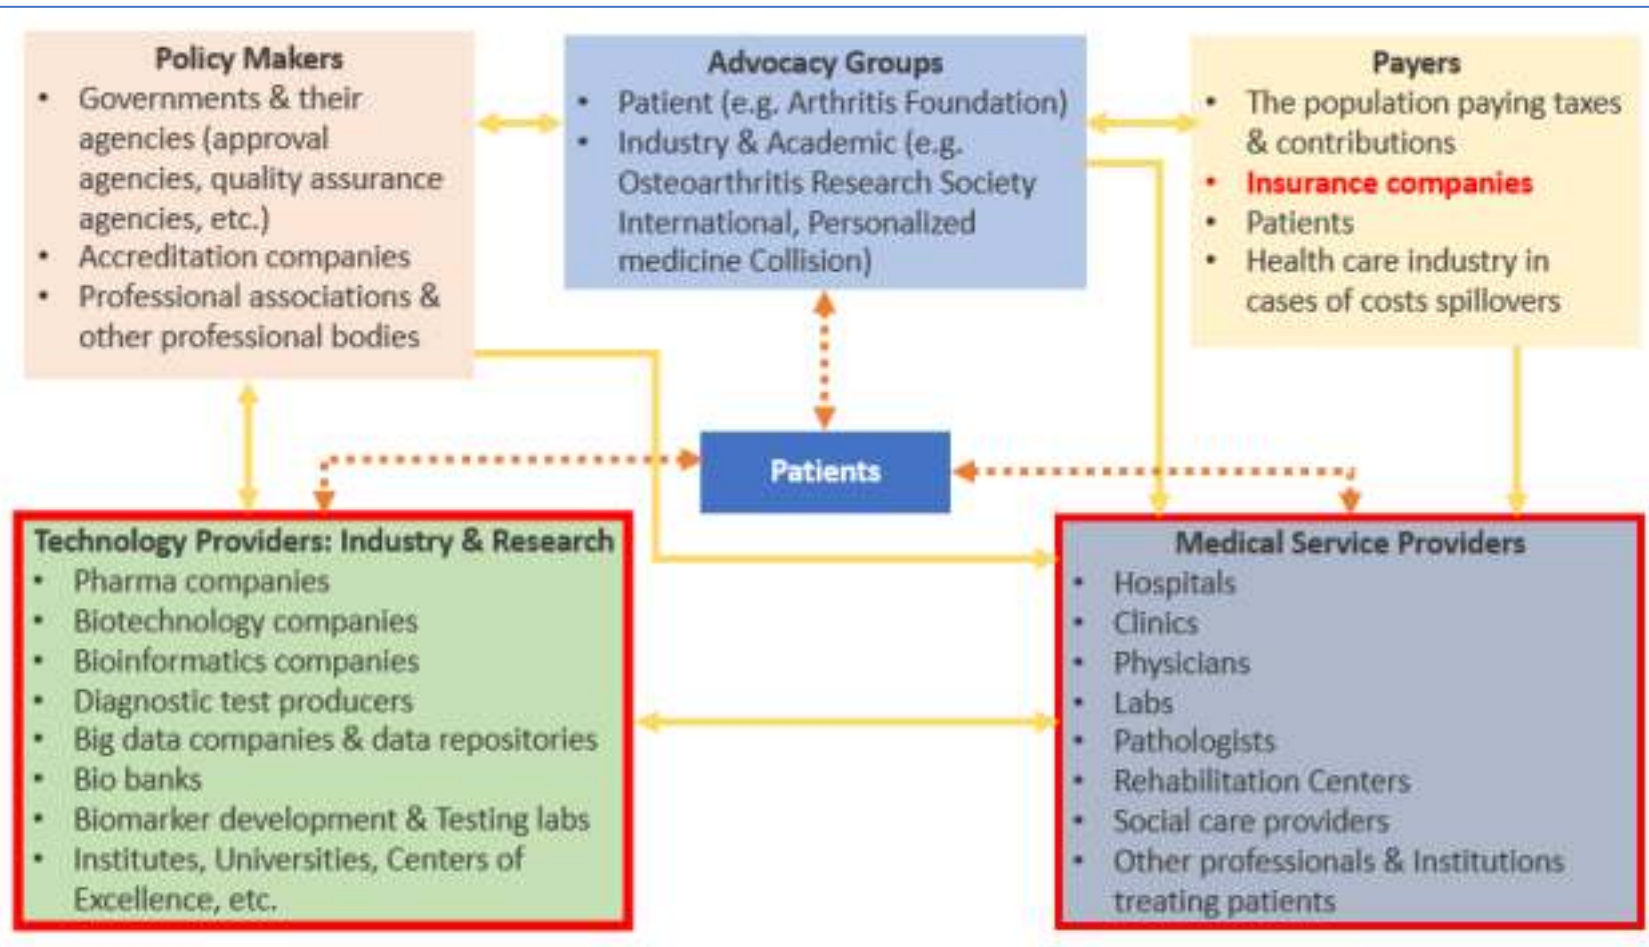 Policy Makers
• Governments & their
agencies (approval
agencies, quality assurance
agencies, etc.)
• Accreditation companies
• Professional associations &
other professional bodies
Advocacy Groups
• Patient (e.g. Arthritis Foundation)
• Industry & Academic (e.g.
Osteoarthritis Research Society
International, Personalized
medicine Collision)
Payers
• The population paying taxes
& contributions
• Insurance companies
• Patients
• Health care industry in
cases of costs spillovers
Patients
Technology Providers: Industry & Research
• Pharma companies
• Biotechnology companies
• Bioinformatics companies
• Diagnostic test producers
• Big data companies & data repositories
• Bio banks
• Biomarker development & Testing labs
• Institutes, Universities, Centers of
Excellence, etc.
Medical Service Providers
• Hospitals
• Clinics
• Physicians
• Labs
• Pathologists
• Rehabilitation Centers
• Social care providers
• Other professionals & Institutions
treating patients